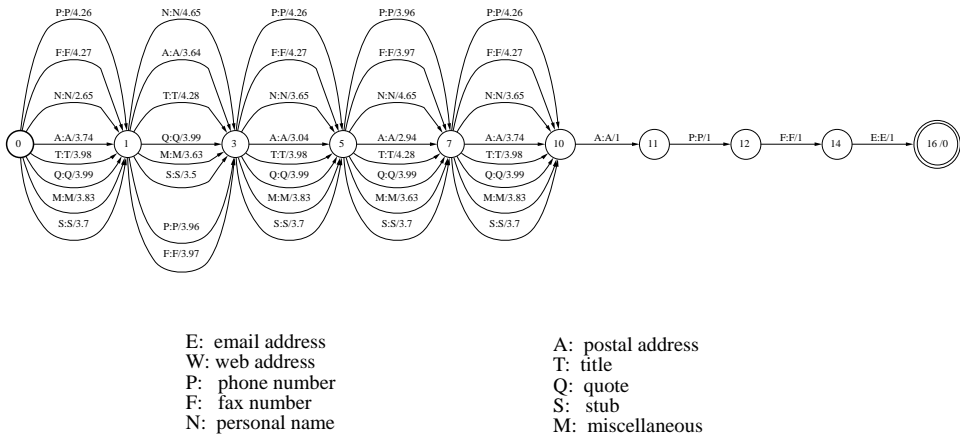 P:P/4.26 N:N/4.65 P:P/4.26 P:P/3.96 P:P/4.26
F:F/4.27 A:A/3.64 F:F/4.27 F:F/3.97 F:F/4.27
N:N/2.65 T:T/4.28 N:N/3.65 N:N/4.65 N:N/3.65
A:A/3.74 Q:Q/3.99 A:A/3.04 A:A/2.94 A:A/3.74 A:A/1 P:P/1 F:F/1 E:E/1
0 1 3 5 7 10 11 12 14 16 /0
T:T/3.98 M:M/3.63 T:T/3.98 T:T/4.28 T:T/3.98
Q:Q/3.99 S:S/3.5 Q:Q/3.99 Q:Q/3.99 Q:Q/3.99
M:M/3.83 M:M/3.83 M:M/3.63 M:M/3.83
S:S/3.7 P:P/3.96 S:S/3.7 S:S/3.7 S:S/3.7
F:F/3.97
E: email address
W: web address
P: phone number
F: fax number
N: personal name
A: postal address
T: title
Q: quote
S: stub
M: miscellaneous